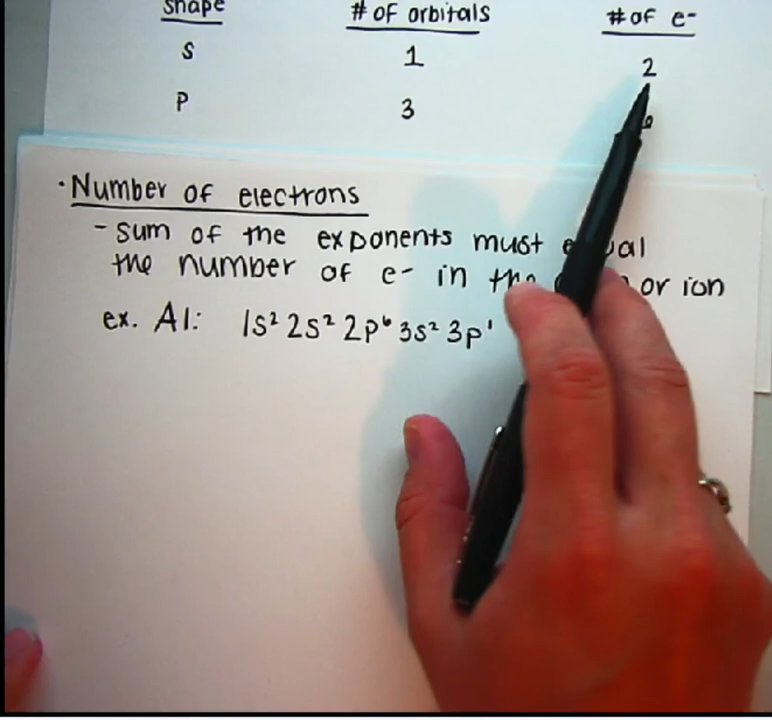 Shape # of orbitals # of e-
S 1 2
P 3
· Number of electrons
- sum of the exponents must equal
the number of e- in the or ion
ex. Al: 1s² 2s² 2p⁶ 3s² 3p¹